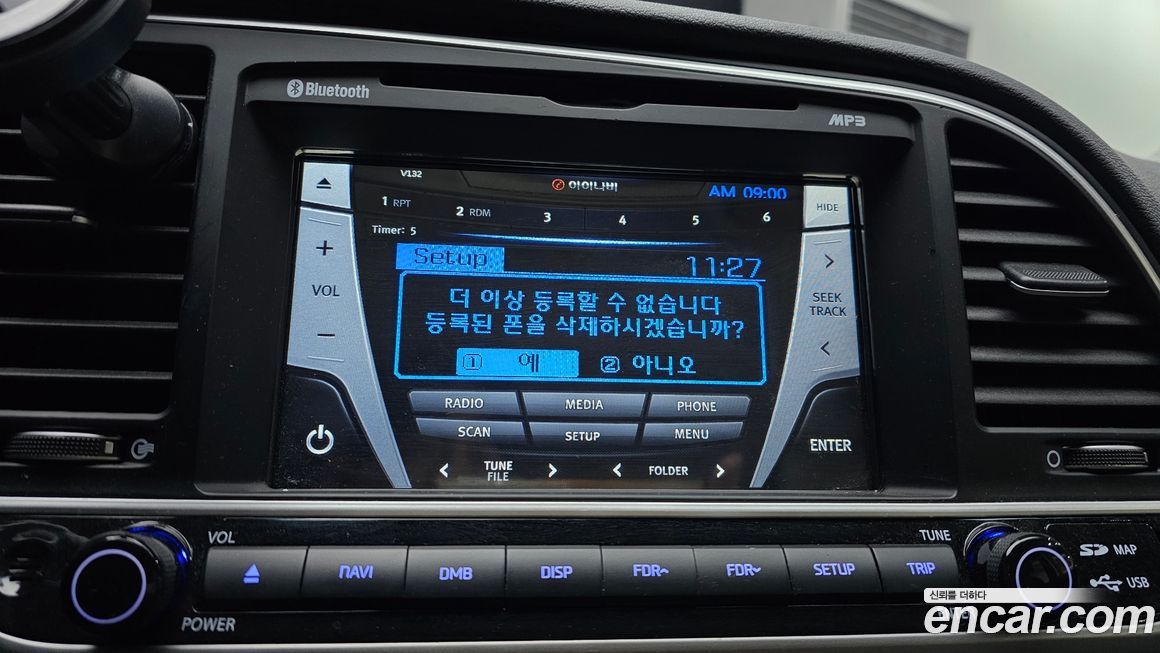 Bluetooth
MP3
V132
아이나비
AM 09:00
HIDE
1 RPT
2 RDM
3
4
5
6
Timer: 5
Setup
11:27
+
VOL
−
SEEK
TRACK
더 이상 등록할 수 없습니다
등록된 폰을 삭제하시겠습니까?
1 예
2 아니오
RADIO
MEDIA
PHONE
SCAN
SETUP
MENU
ENTER
< TUNE FILE >
< FOLDER >
VOL
NAVI
DMB
DISP
FDR
FDR
SETUP
TRIP
TUNE
POWER
SD MAP
USB
신뢰를 더하다
encar.com